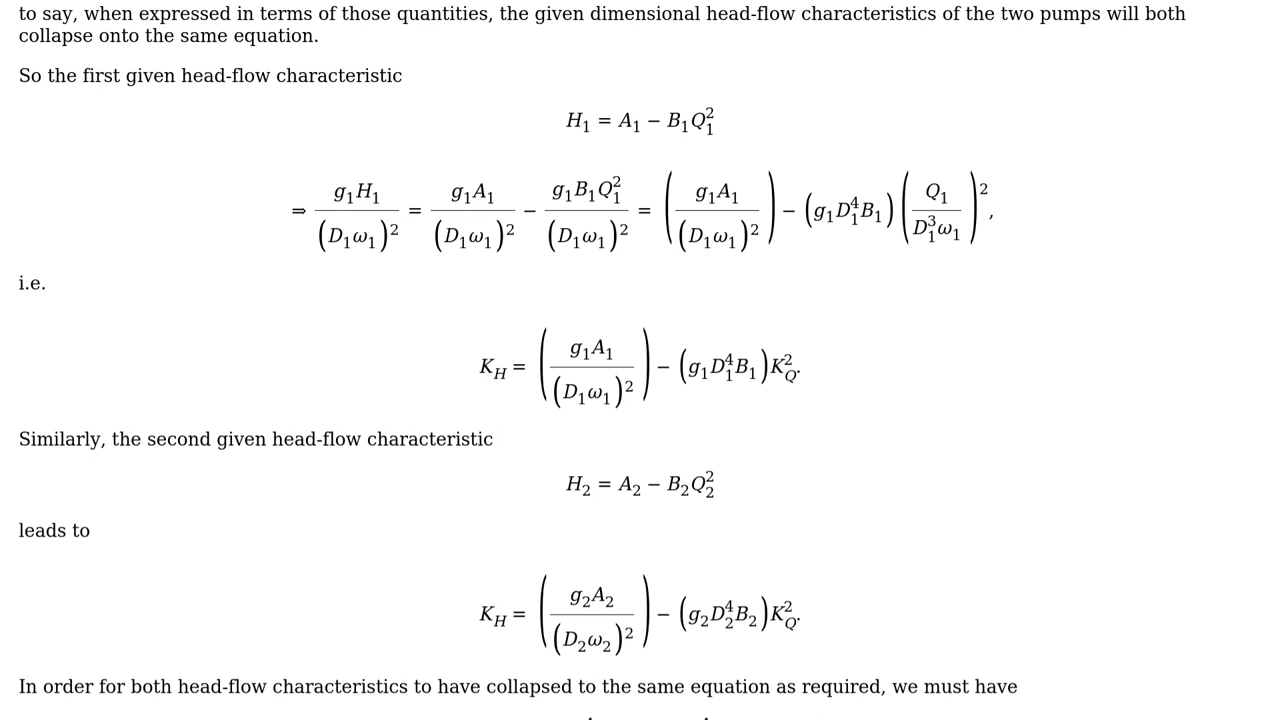 to say, when expressed in terms of those quantities, the given dimensional head-flow characteristics of the two pumps will both
collapse onto the same equation.
So the first given head-flow characteristic
H₁ = A₁ − B₁Q₁²
⇒ g₁H₁/(D₁ω₁)² = g₁A₁/(D₁ω₁)² − g₁B₁Q₁²/(D₁ω₁)² = (g₁A₁/(D₁ω₁)²) − (g₁D₁⁴B₁)(Q₁/D₁³ω₁)²,
i.e.
K_H = (g₁A₁/(D₁ω₁)²) − (g₁D₁⁴B₁)K_Q².
Similarly, the second given head-flow characteristic
H₂ = A₂ − B₂Q₂²
leads to
K_H = (g₂A₂/(D₂ω₂)²) − (g₂D₂⁴B₂)K_Q².
In order for both head-flow characteristics to have collapsed to the same equation as required, we must have